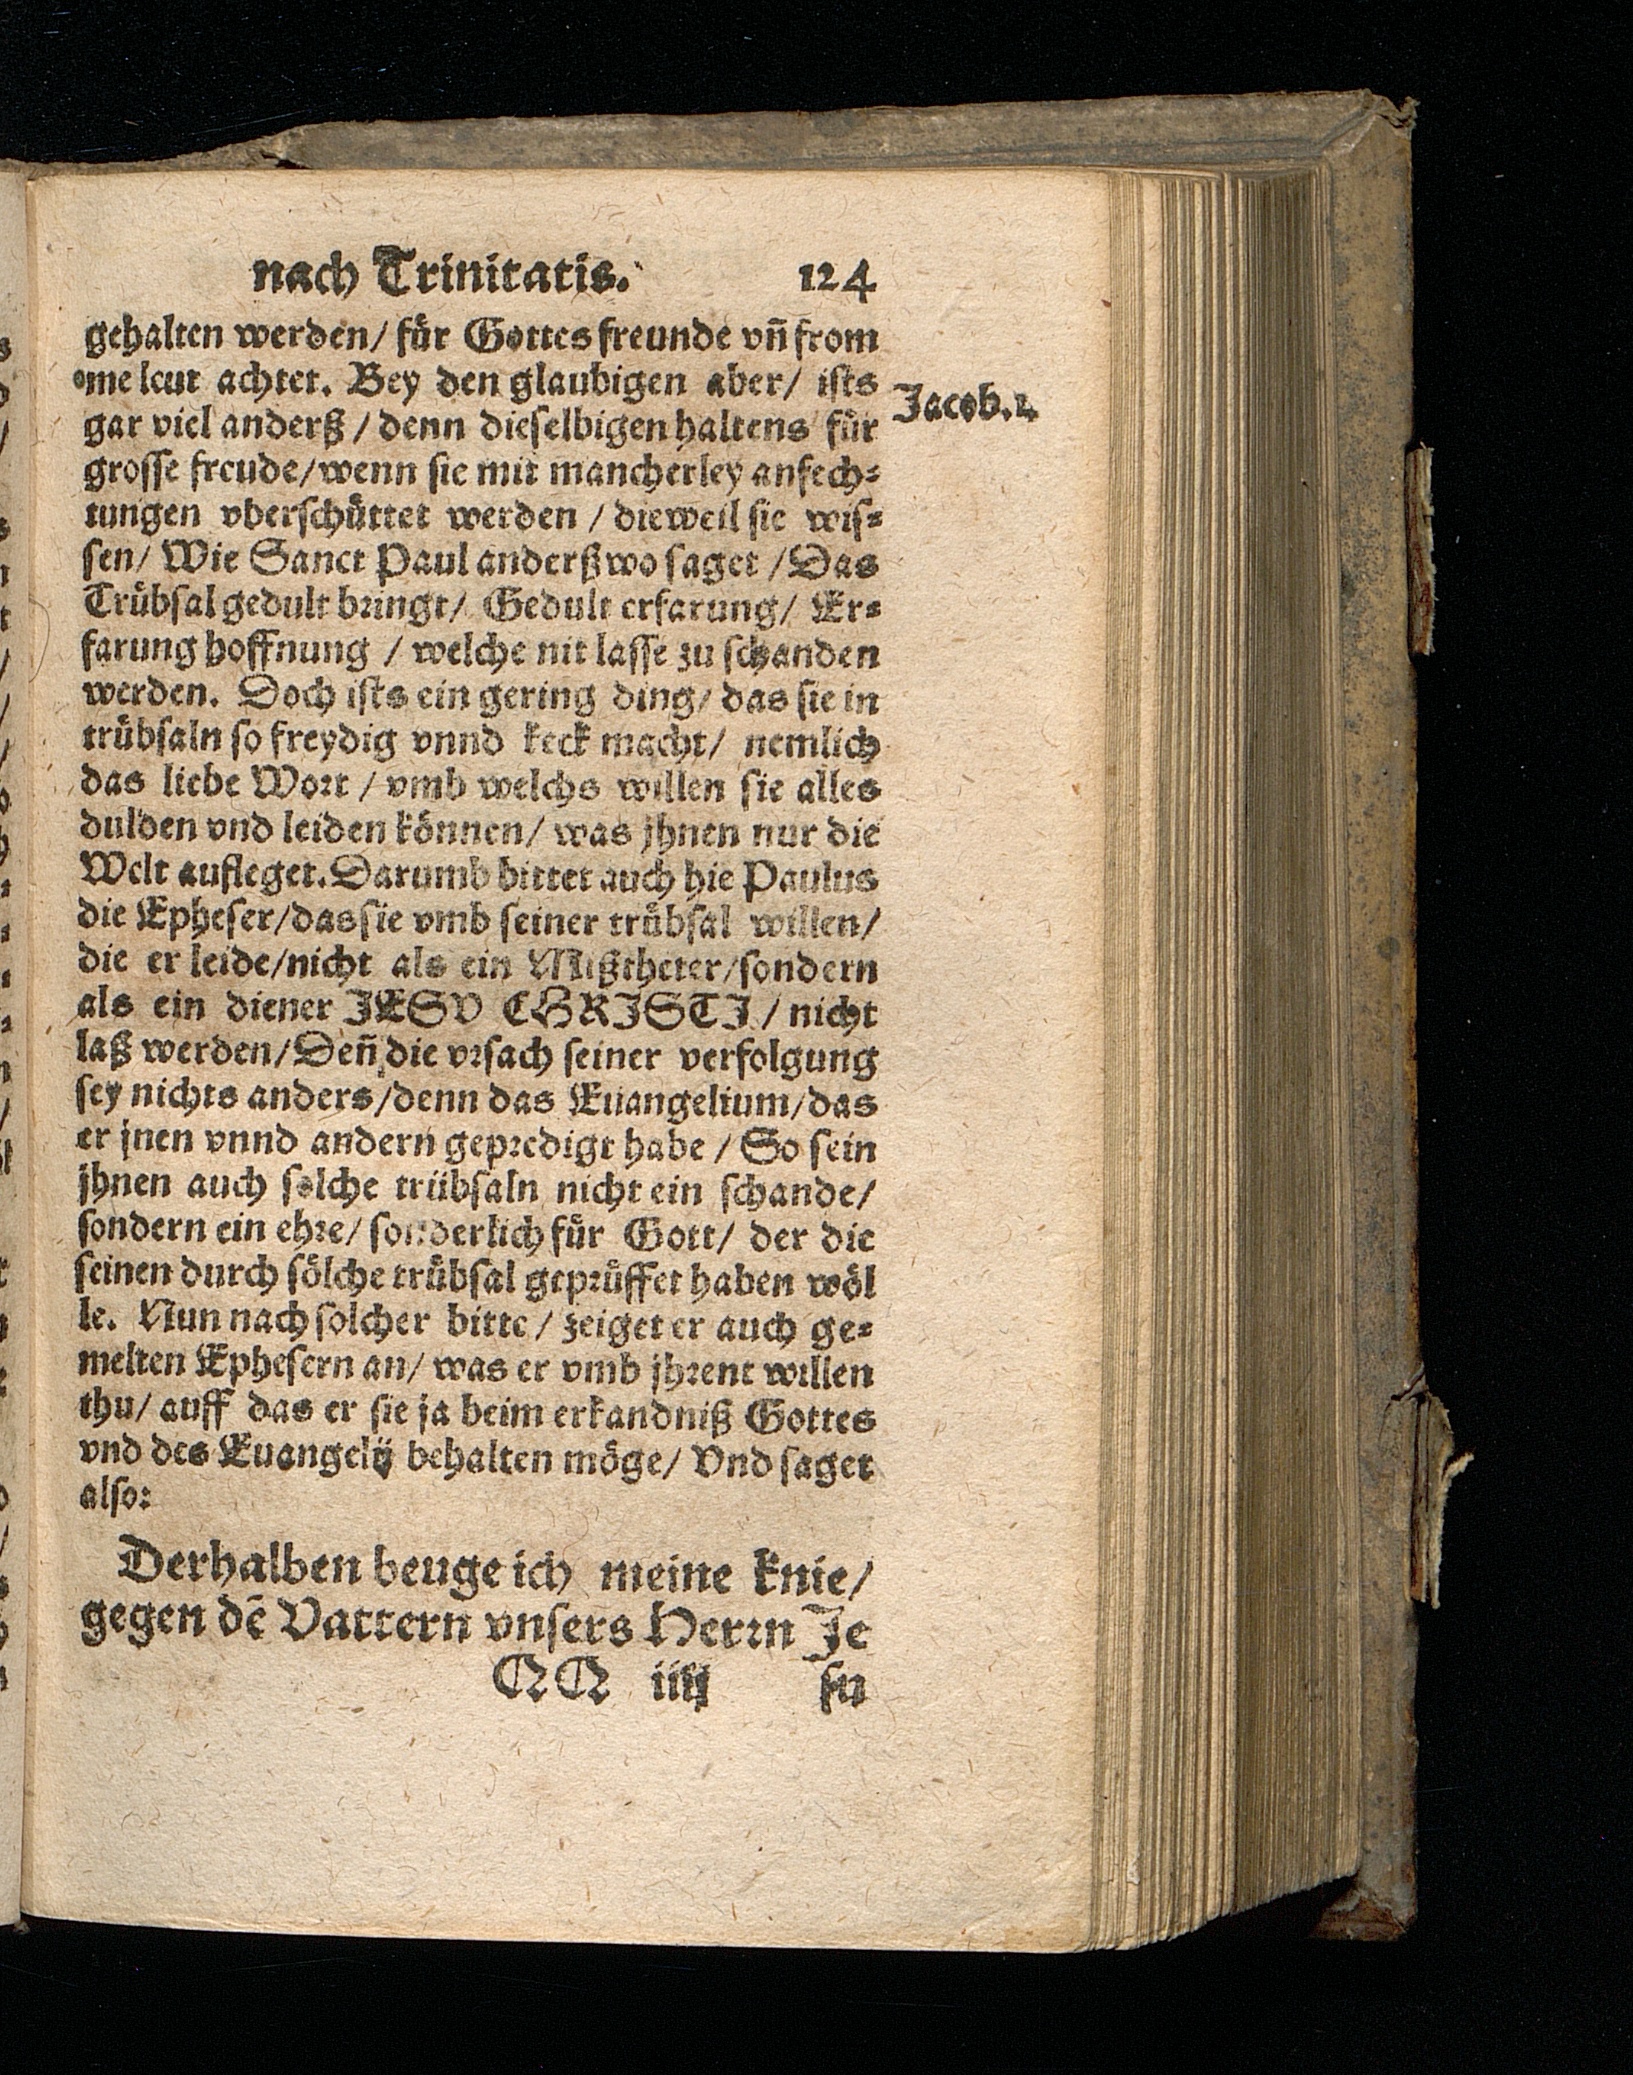 nach Trinitatis. 124
gehalten werden/ für Gottes freunde vn̄ from
me leut achtet. Bey den glaubigen aber/ ists
Jacob.1.
gar viel anderß/ denn dieselbigen haltens für
grosse freude/wenn sie mit mancherley anfech⸗
tungen vberschüttet werden / dieweil sie wis⸗
sen/ Wie Sanct Paul anderßwo saget /Das
Trübsal gedult bringt/ Gedult erfarung/ Er⸗
farung hoffnung / welche nit lasse zu schanden
werden. Doch ists ein gering ding/ das sie in
trübsaln so freydig vnnd keck macht/ nemlich
das liebe Wort / vmb welchs willen sie alles
dulden vnd leiden können/ was jhnen nur die
Welt aufleget. Darumb bittet auch hie Paulus
die Epheser/das sie vmb seiner trübsal willen/
die er leide/nicht als ein Mißtheter/sondern
als ein diener JESV CHRISTI / nicht
laß werden/Den̄ die vrsach seiner verfolgung
sey nichts anders/denn das Euangelium/das
er jnen vnnd andern geprediget habe / So sein
jhnen auch solche trübsaln nicht ein schande/
sondern ein ehre/ sonderlich für Gott/ der die
seinen durch sölche trübsal geprüffet haben wöl
le. Nun nach solcher bitte/ zeiget er auch ge⸗
melten Ephesern an/ was er vmb jhrent willen
thu/ auff das er sie ja beim erkandniß Gottes
vnd des Euangelij behalten möge/ Vnd saget
also:
Derhalben beuge ich meine knie/
gegen dē Vattern vnsers Herrn Je
QQ iiij su